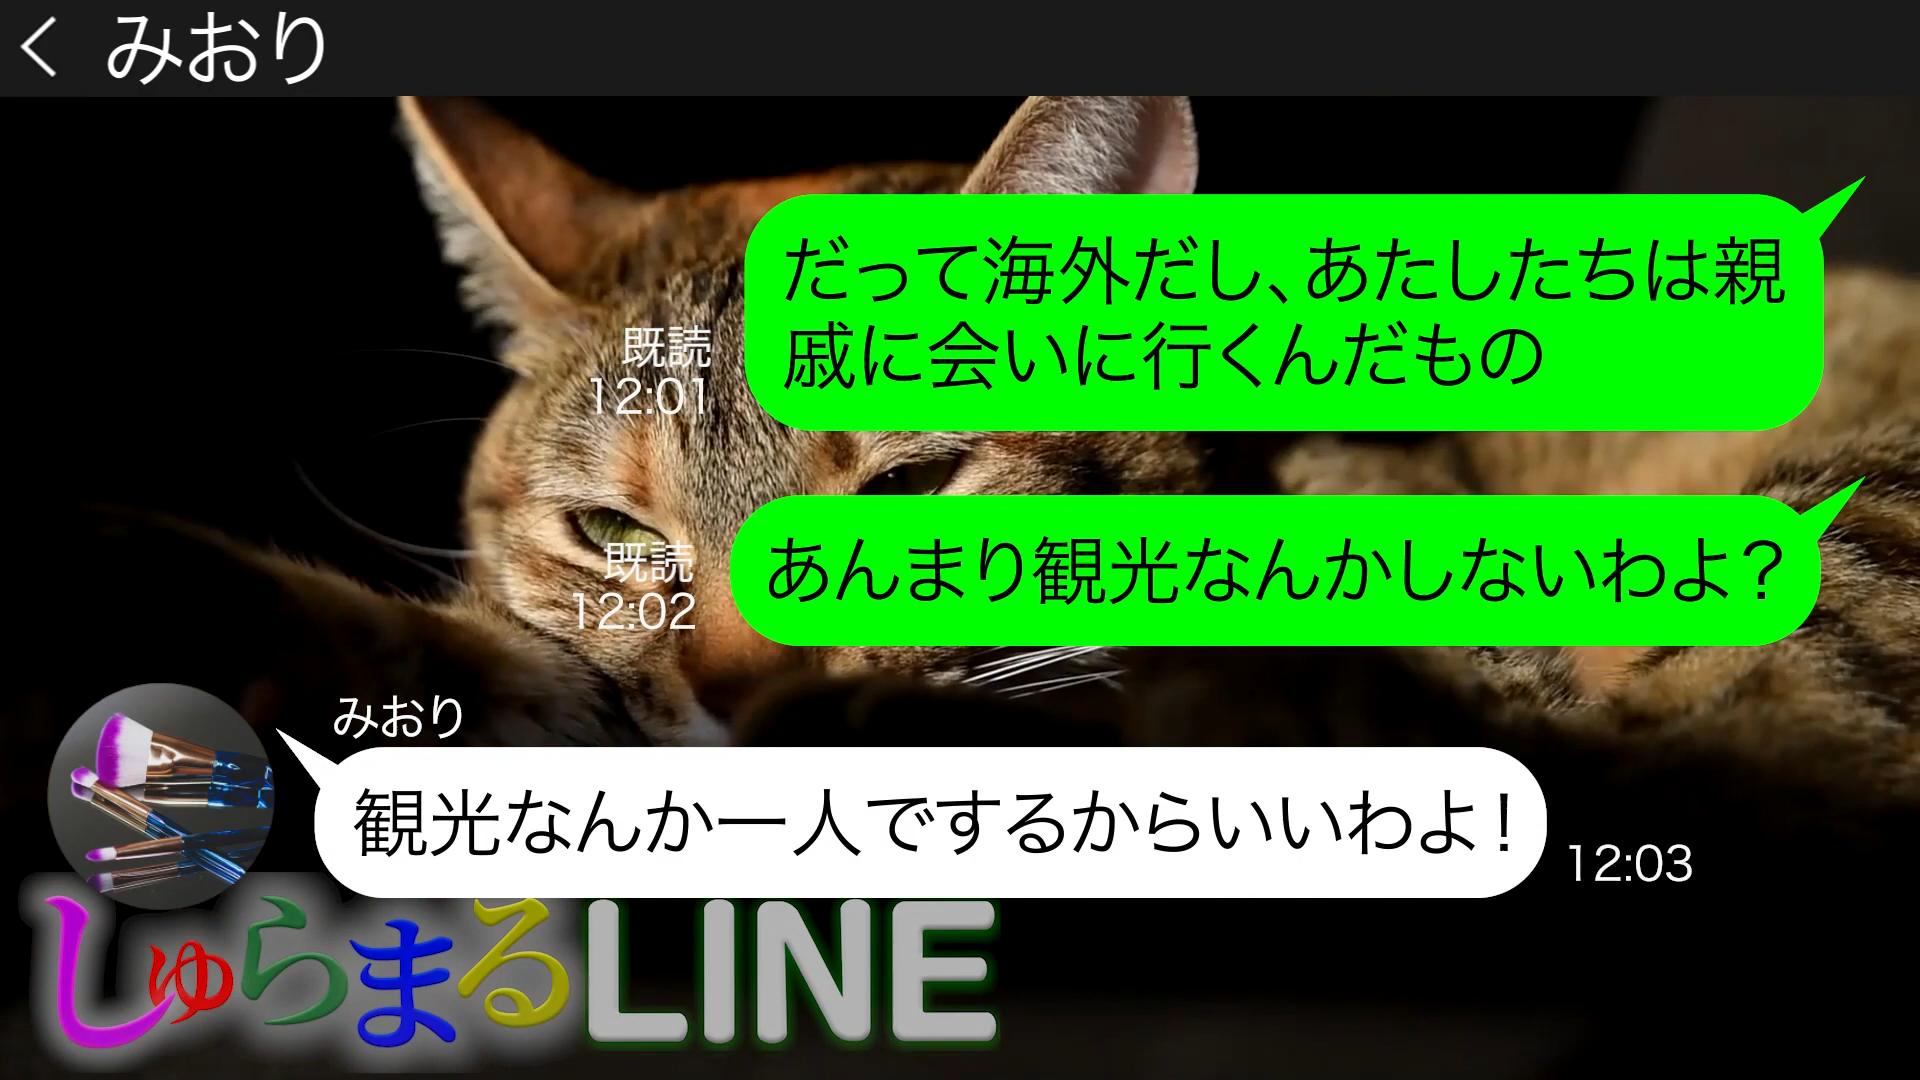 みおり
だって海外だし、あたしたちは親
戚に会いに行くんだもの
既読
12:01
あんまり観光なんかしないわよ？
既読
12:02
みおり
観光なんか一人でするからいいわよ！
12:03
しゅらまるLINE